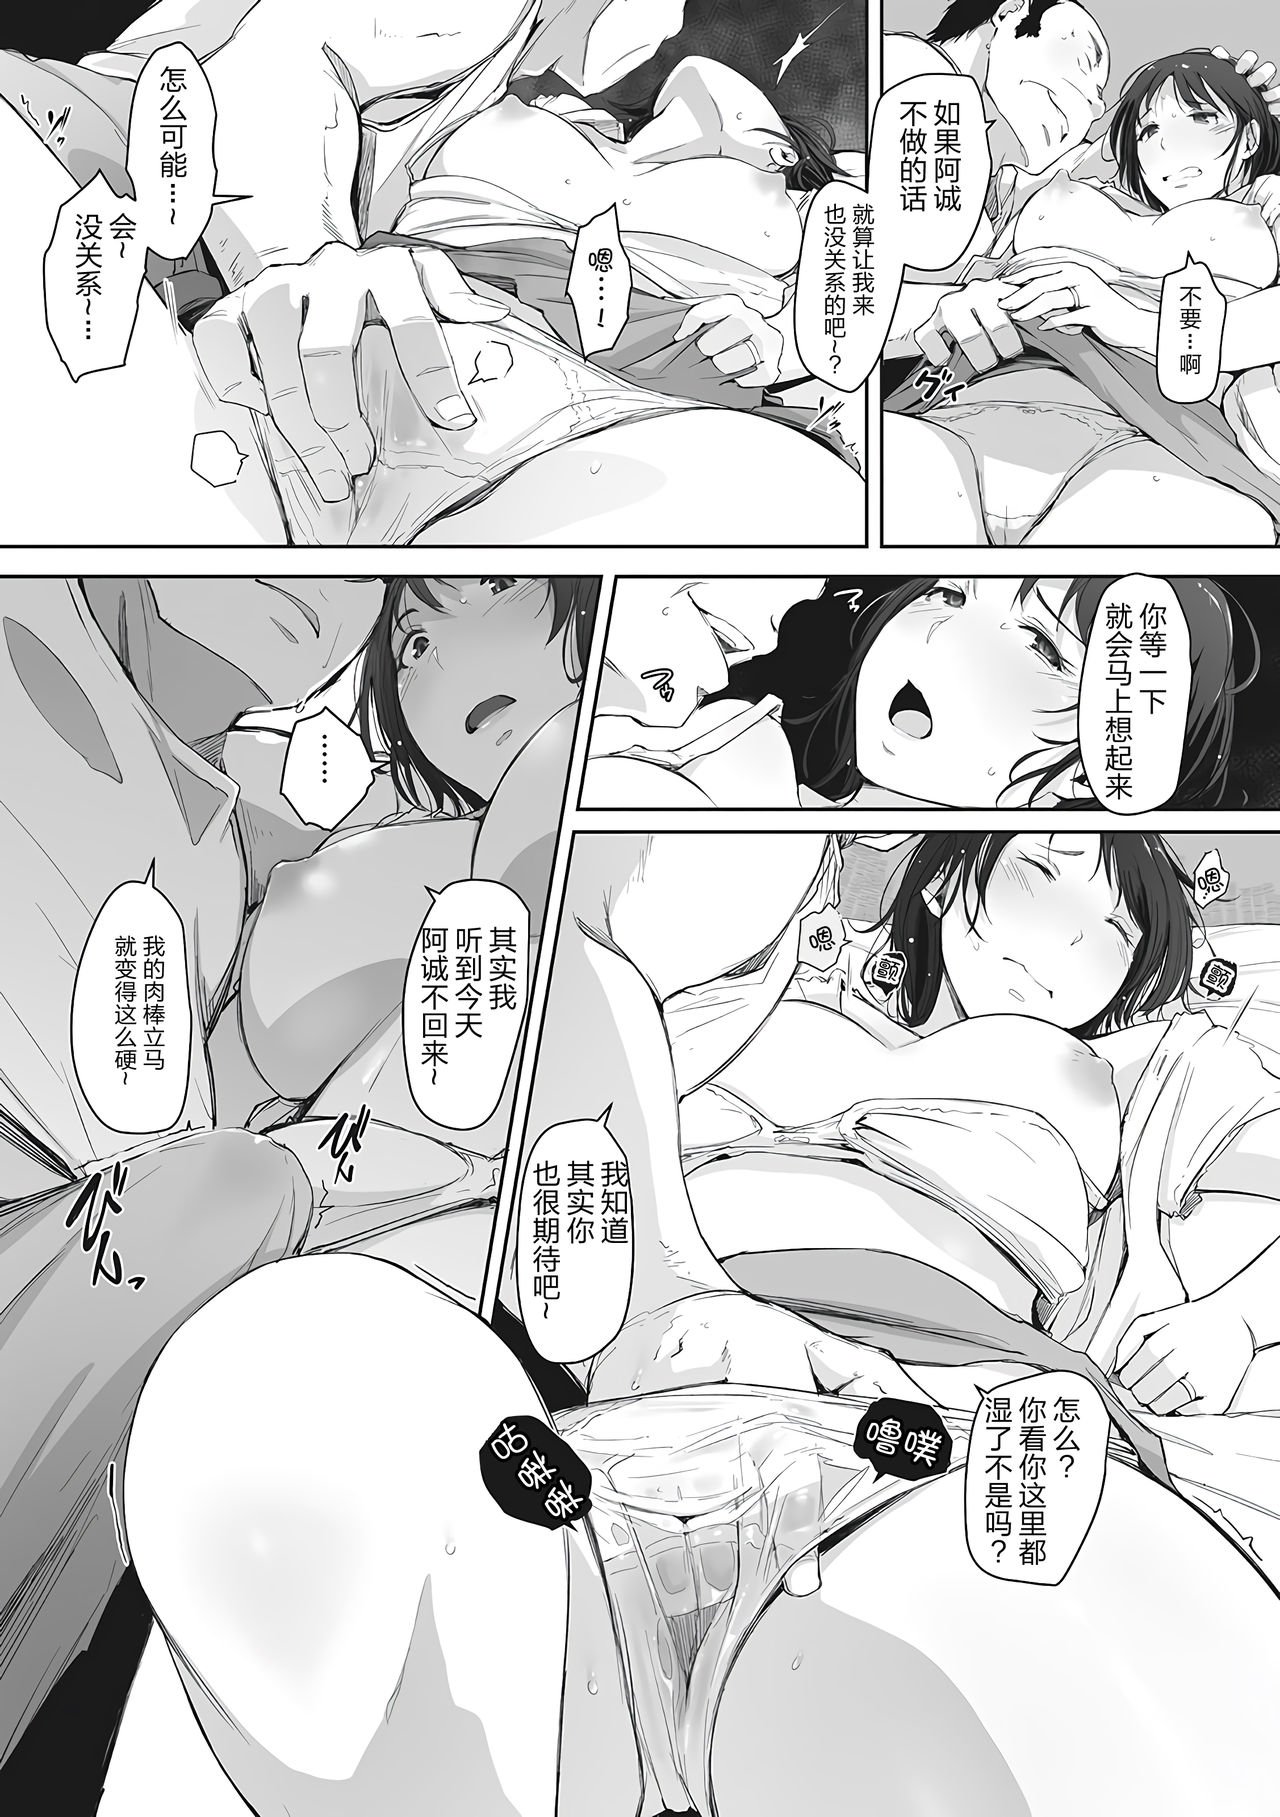 如果阿诚
不做的话
就算让我来
也没关系的吧~?
不要…啊
グイ
怎么可能…~
会~
没关系~…
嗯…!
你等一下
就会马上想起来
……
其实我
听到今天
阿诚不回来~
我的肉棒立马
就变得这么硬~
びん
びん
嗯…
嗯
颤
颤
我知道
其实你
也很期待吧~
怎么?
你看你这里都
湿了不是吗?
噜噗